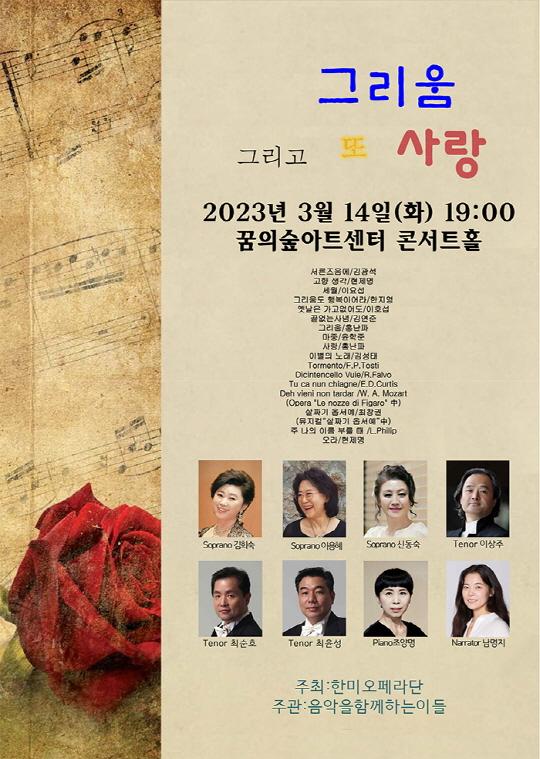 그리움
그리고 또 사랑
2023년 3월 14일(화) 19:00
꿈의숲아트센터 콘서트홀
서른즈음에/김광석
고향 생각/현제명
세월/이요섭
그리움도 행복이어라/한지영
옛날은 가고없어도/이호섭
끝없는사념/김연준
그리움/홍난파
마중/윤학준
사랑/홍난파
이별의 노래/김성태
Tormento/F.P.Tosti
Dicintencello Vuie/R.Falvo
Tu ca nun chiagne/E.D.Curtis
Deh vieni non tardar /W. A. Mozart
(Opera "Le nozze di Figaro" 中)
살짜기 옵서예/최창권
(뮤지컬"살짜기 옵서예"中)
주 나의 이름 부를 때 /L.Philip
오라/현제명
Soprano 김화숙
Soprano 이용혜
Soprano 신동숙
Tenor 이상주
Tenor 최순호
Tenor 최윤성
Piano조양명
Narrator 남명지
주최:한미오페라단
주관:음악을함께하는이들